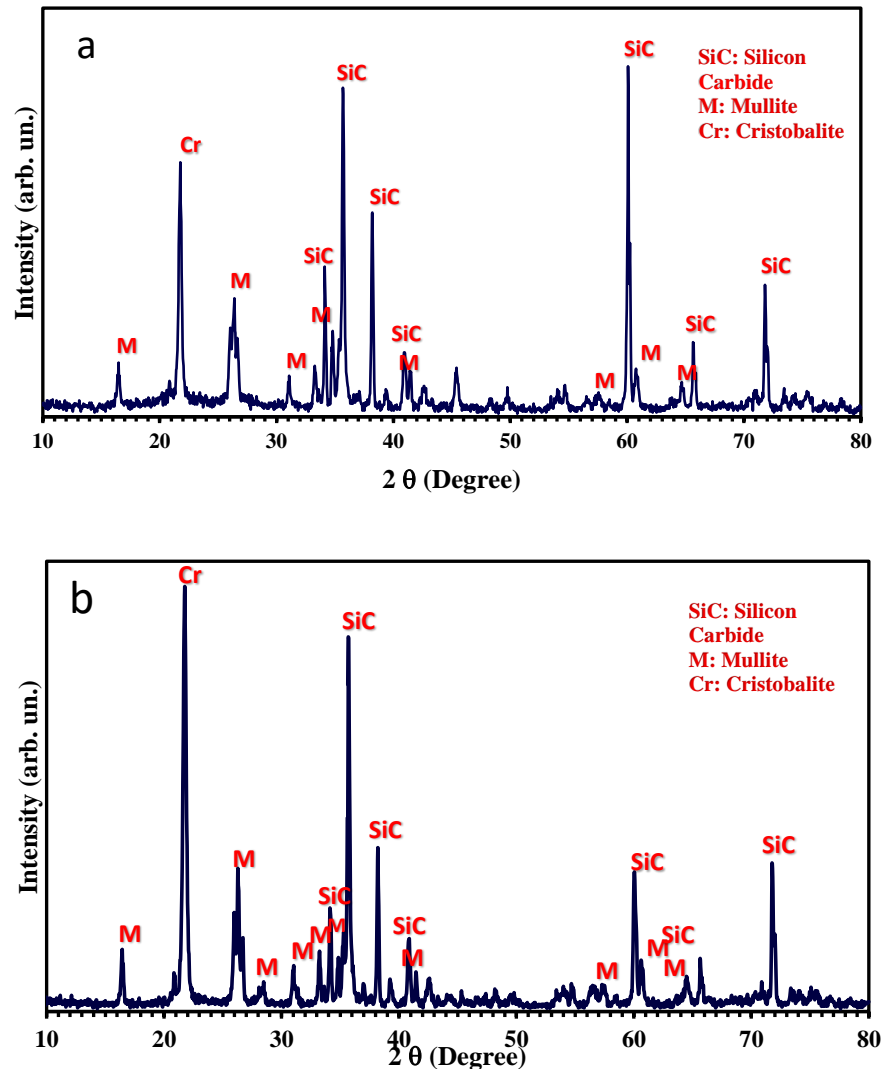 a
SiC
SiC
SiC: Silicon
Carbide
M: Mullite
Cr: Cristobalite
Cr
SiC
SiC
SiC
M
M
SiC
SiC
M
M
M
M
M
M
Intensity (arb. un.)
10 20 30 40 50 60 70 80
2 θ (Degree)
b
Cr
SiC
SiC: Silicon
Carbide
M: Mullite
Cr: Cristobalite
SiC
M
SiC
SiC
SiC
M
M
M
M
SiC
M
SiC
M
M
M
M
M
Intensity (arb. un.)
10 20 30 40 50 60 70 80
2 θ (Degree)